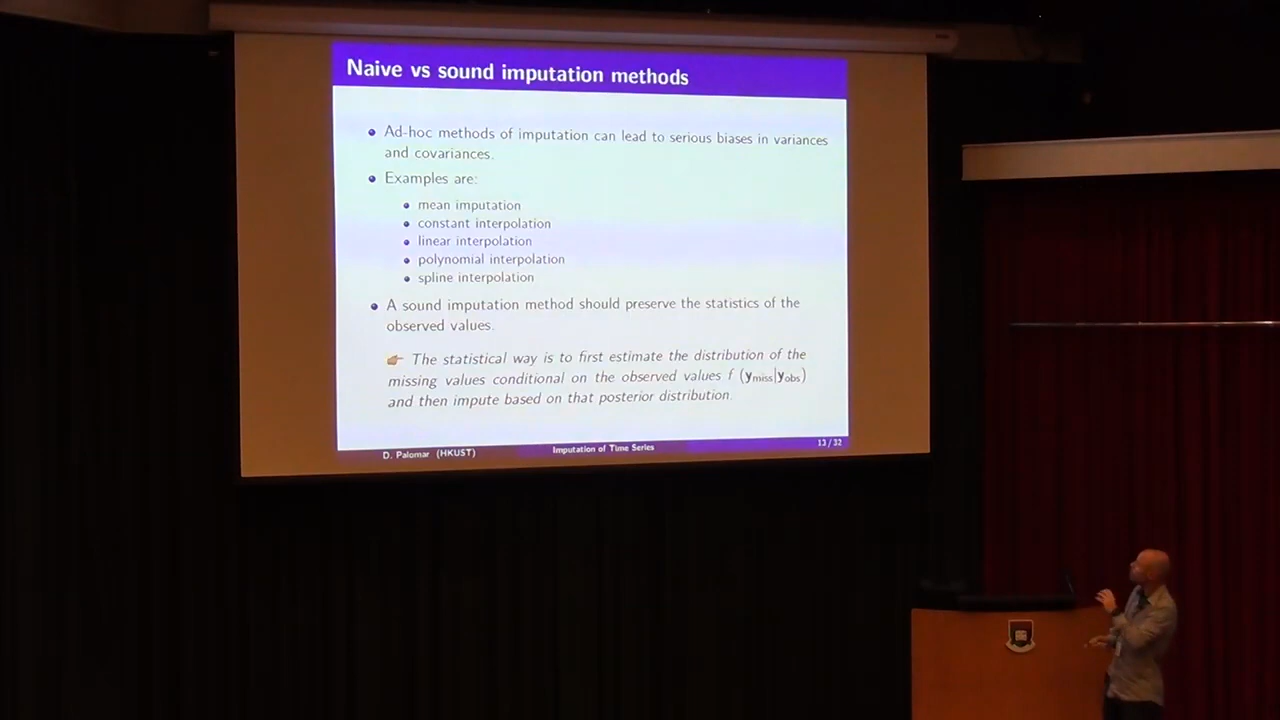 Naive vs sound imputation methods
Ad-hoc methods of imputation can lead to serious biases in variances
and covariances.
Examples are:
mean imputation
constant interpolation
linear interpolation
polynomial interpolation
spline interpolation
A sound imputation method should preserve the statistics of the
observed values.
The statistical way is to first estimate the distribution of the
missing values conditional on the observed values f (ymiss|yobs)
and then impute based on that posterior distribution.
D. Palomar (HKUST) Imputation of Time Series 13 / 32